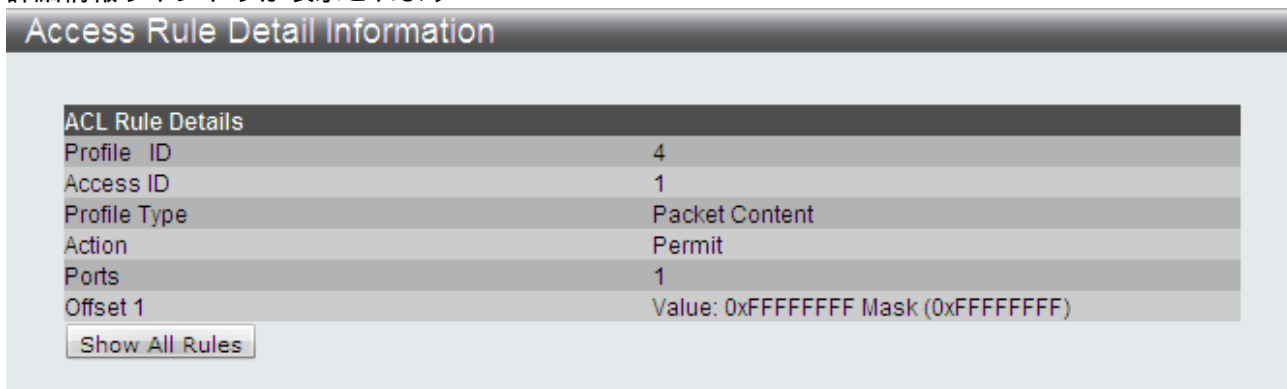 Access Rule Detail Information
ACL Rule Details
Profile ID 4
Access ID 1
Profile Type Packet Content
Action Permit
Ports 1
Offset 1 Value: 0xFFFFFFFF Mask (0xFFFFFFFF)
Show All Rules